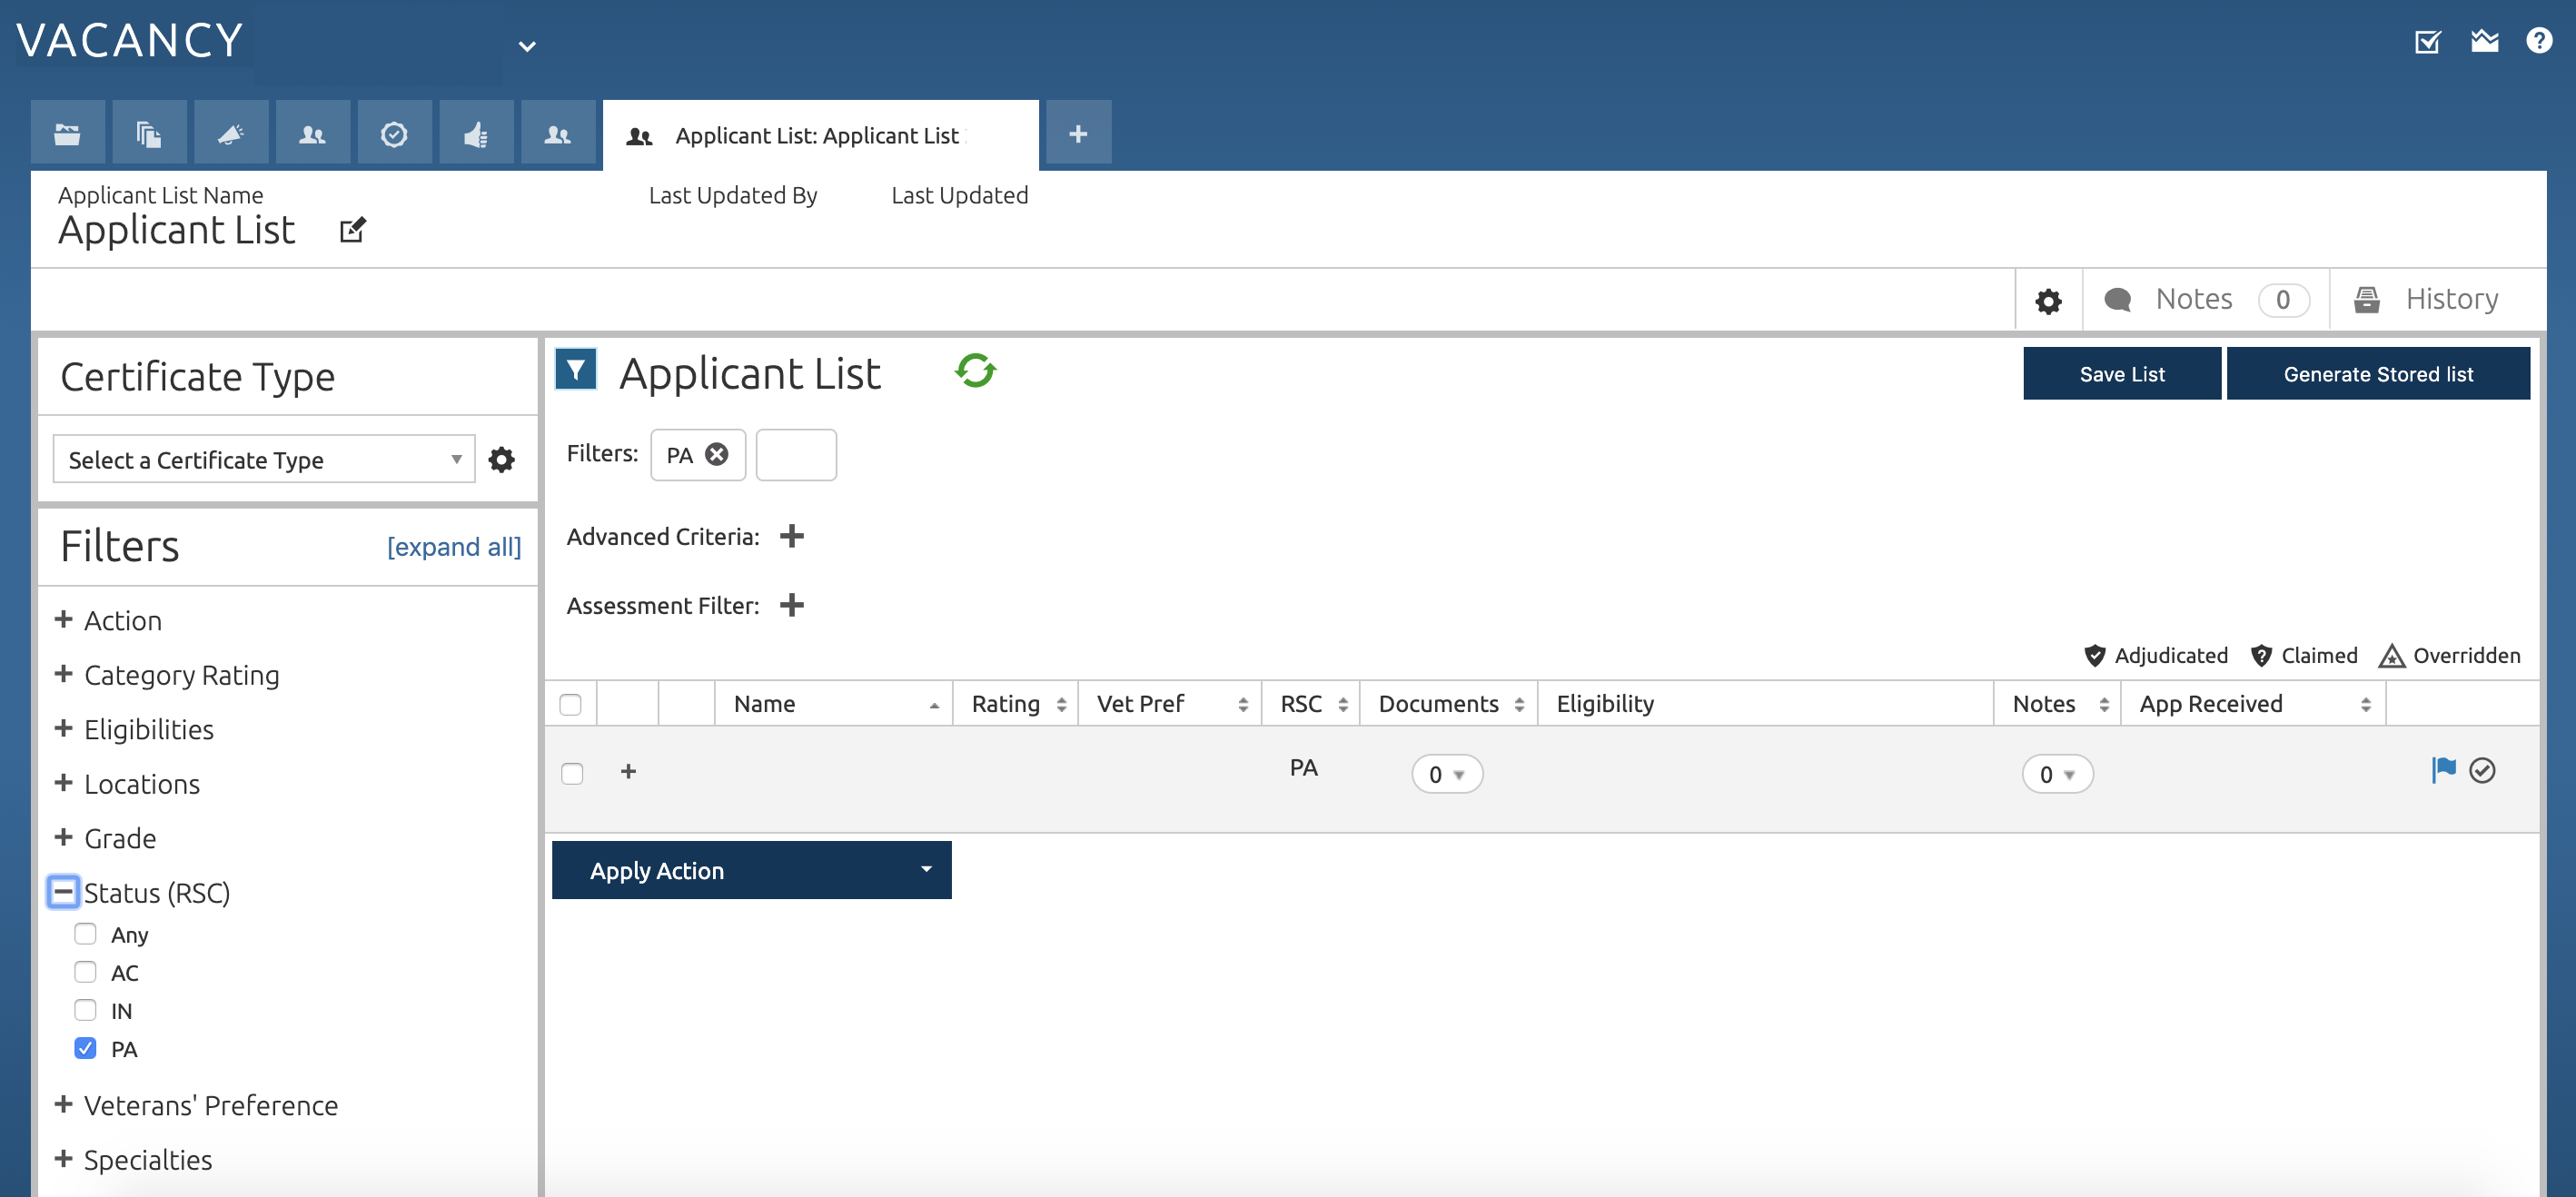 VACANCY
Applicant List: Applicant List
Applicant List Name
Last Updated By
Last Updated
Applicant List
Notes 0
History
Certificate Type
Select a Certificate Type
Filters [expand all]
Action
Category Rating
Eligibilities
Locations
Grade
Status (RSC)
Any
AC
IN
PA
Veterans' Preference
Specialties
Applicant List
Save List
Generate Stored list
Filters: PA
Advanced Criteria:
Assessment Filter:
Adjudicated Claimed Overridden
Name Rating Vet Pref RSC Documents Eligibility Notes App Received
PA 0 0
Apply Action